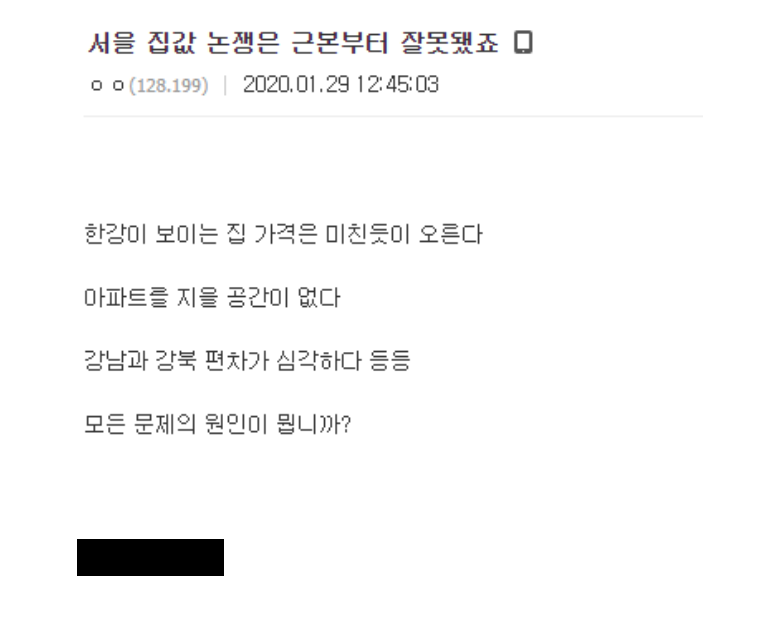 서울 집값 논쟁은 근본부터 잘못됐죠
ㅇㅇ(128.199) | 2020.01.29 12:45:03
한강이 보이는 집 가격은 미친듯이 오른다
아파트를 지을 공간이 없다
강남과 강북 편차가 심각하다 등등
모든 문제의 원인이 뭡니까?